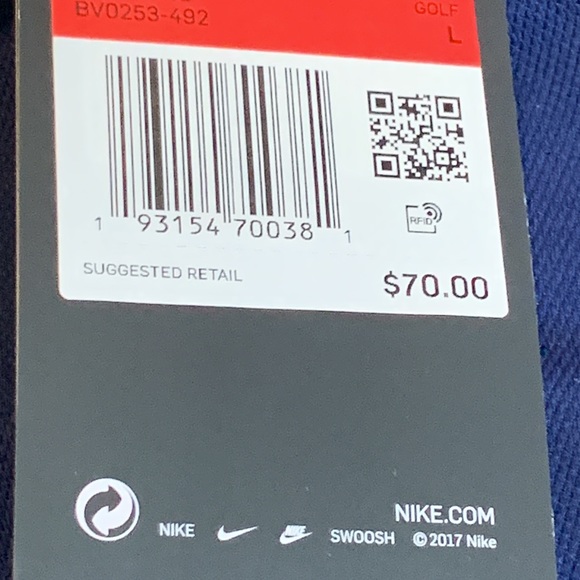 BV0253-492
GOLF
L
1 93154 70038 1
RFID
SUGGESTED RETAIL
$70.00
NIKE.COM
NIKE SWOOSH ©2017 Nike